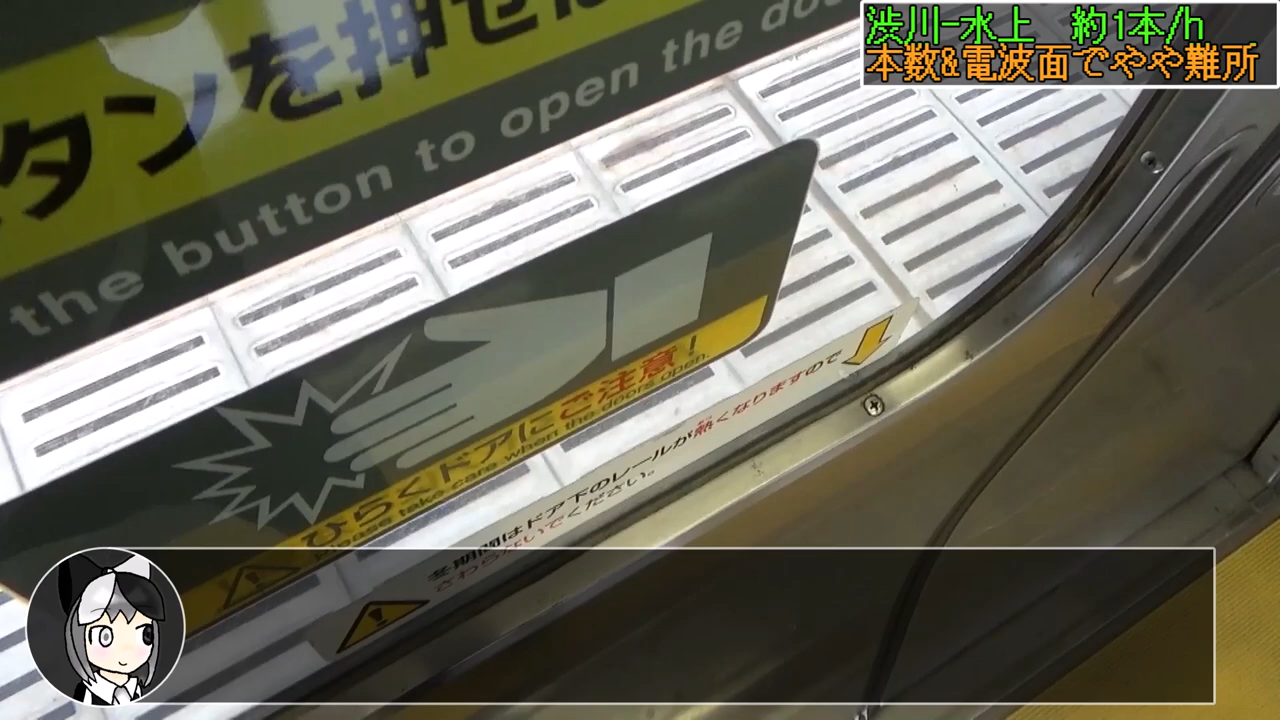 渋川-水上 約1本/h
本数&電波面でやや難所
タンを押せば
the button to open the do
ひらくドアにご注意!
Please take care when the doors open.
冬期間はドア下のレールが熱くなりますので
さわらないでください。